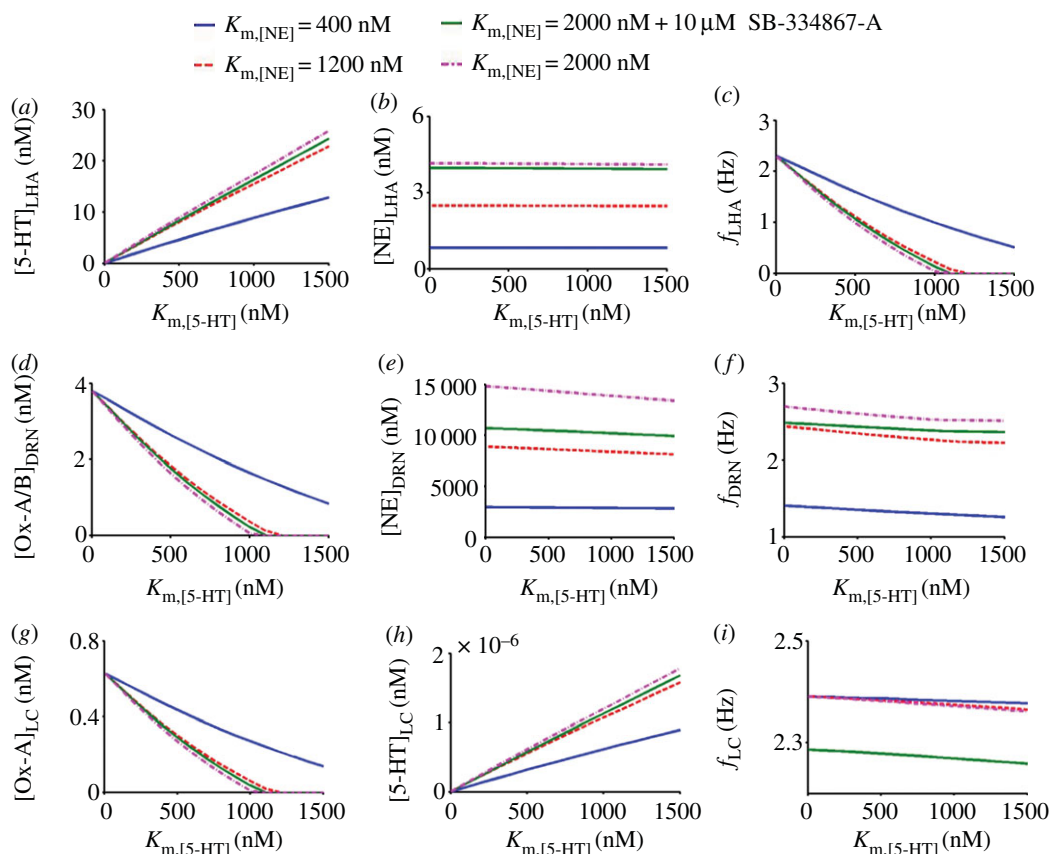 K_m,[NE] = 400 nM
K_m,[NE] = 2000 nM + 10 μM SB-334867-A
K_m,[NE] = 1200 nM
K_m,[NE] = 2000 nM
(a)
30
20
10
0
[5-HT]_LHA (nM)
0 500 1000 1500
K_m,[5-HT] (nM)
(b)
6
3
0
[NE]_LHA (nM)
0 500 1000 1500
K_m,[5-HT] (nM)
(c)
3
2
1
0
f_LHA (Hz)
0 500 1000 1500
K_m,[5-HT] (nM)
(d)
4
2
0
[Ox-A/B]_DRN (nM)
0 500 1000 1500
K_m,[5-HT] (nM)
(e)
15 000
10 000
5000
0
[NE]_DRN (nM)
0 500 1000 1500
K_m,[5-HT] (nM)
(f)
3
2
1
f_DRN (Hz)
0 500 1000 1500
K_m,[5-HT] (nM)
(g)
0.8
0.4
0
[Ox-A]_LC (nM)
0 500 1000 1500
K_m,[5-HT] (nM)
(h)
× 10⁻⁶
2
1
0
[5-HT]_LC (nM)
0 500 1000 1500
K_m,[5-HT] (nM)
(i)
2.5
2.3
f_LC (Hz)
0 500 1000 1500
K_m,[5-HT] (nM)